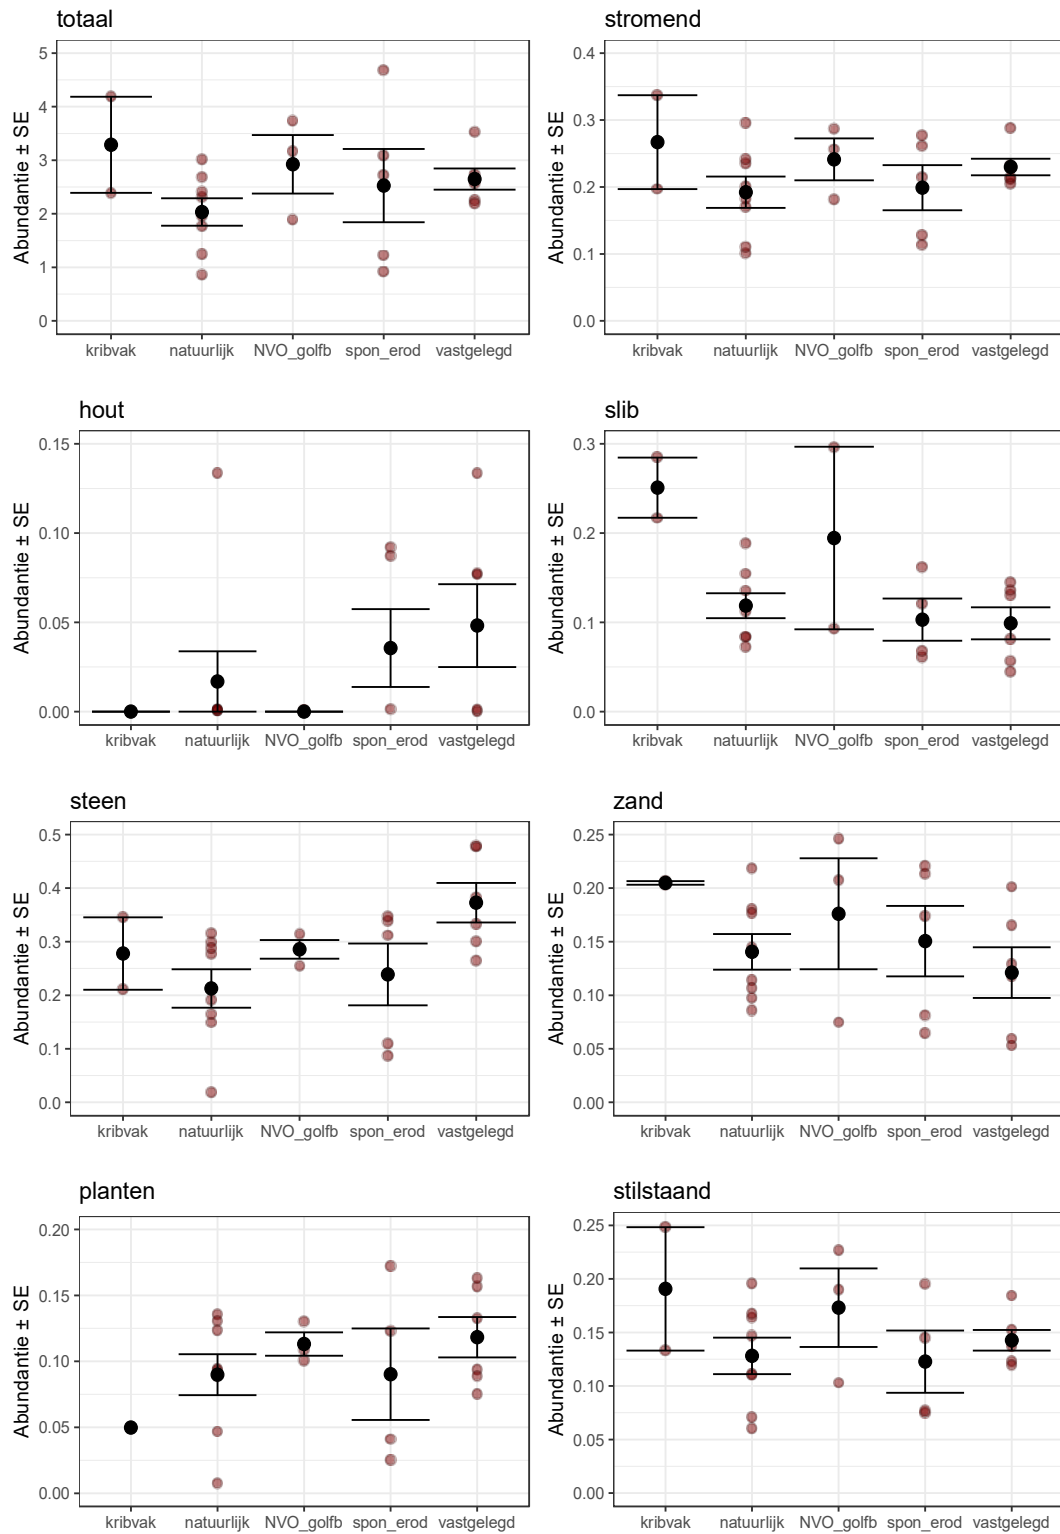 totaal
Abundantie ± SE
5
4
3
2
1
0
kribvak natuurlijk NVO_golfb spon_erod vastgelegd
stromend
Abundantie ± SE
0.4
0.3
0.2
0.1
0.0
kribvak natuurlijk NVO_golfb spon_erod vastgelegd
hout
Abundantie ± SE
0.15
0.10
0.05
0.00
kribvak natuurlijk NVO_golfb spon_erod vastgelegd
slib
Abundantie ± SE
0.3
0.2
0.1
0.0
kribvak natuurlijk NVO_golfb spon_erod vastgelegd
steen
Abundantie ± SE
0.5
0.4
0.3
0.2
0.1
0.0
kribvak natuurlijk NVO_golfb spon_erod vastgelegd
zand
Abundantie ± SE
0.25
0.20
0.15
0.10
0.05
0.00
kribvak natuurlijk NVO_golfb spon_erod vastgelegd
planten
Abundantie ± SE
0.20
0.15
0.10
0.05
0.00
kribvak natuurlijk NVO_golfb spon_erod vastgelegd
stilstaand
Abundantie ± SE
0.25
0.20
0.15
0.10
0.05
0.00
kribvak natuurlijk NVO_golfb spon_erod vastgelegd